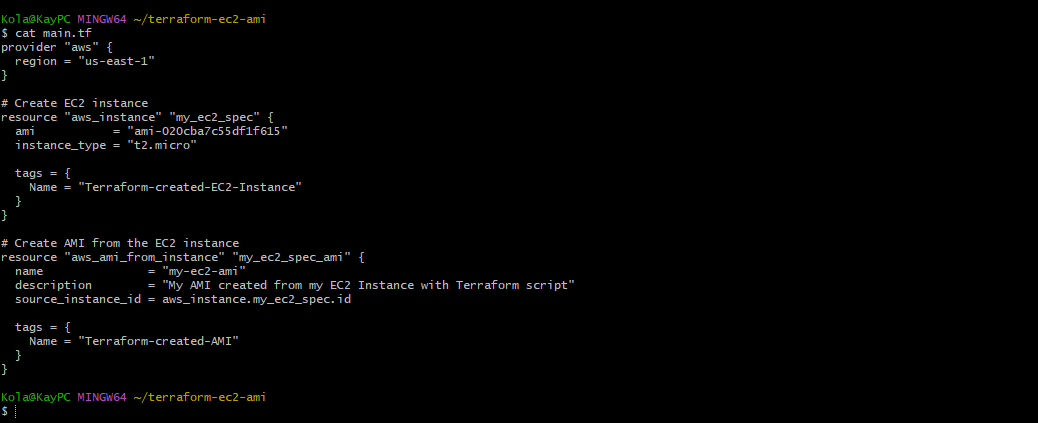 Kola@KayPC MINGW64 ~/terraform-ec2-ami
$ cat main.tf
provider "aws" {
  region = "us-east-1"
}

# Create EC2 instance
resource "aws_instance" "my_ec2_spec" {
  ami           = "ami-020cba7c55df1f615"
  instance_type = "t2.micro"

  tags = {
    Name = "Terraform-created-EC2-Instance"
  }
}

# Create AMI from the EC2 instance
resource "aws_ami_from_instance" "my_ec2_spec_ami" {
  name               = "my-ec2-ami"
  description        = "My AMI created from my EC2 Instance with Terraform script"
  source_instance_id = aws_instance.my_ec2_spec.id

  tags = {
    Name = "Terraform-created-AMI"
  }
}

Kola@KayPC MINGW64 ~/terraform-ec2-ami
$